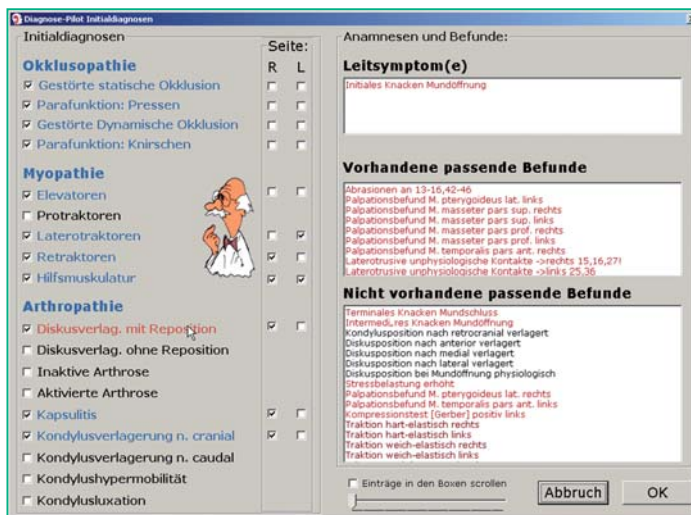 Diagnose-Pilot Initialdiagnosen
Initialdiagnosen
Seite:
R L
Okklusopathie
Gestörte statische Okklusion
Parafunktion: Pressen
Gestörte Dynamische Okklusion
Parafunktion: Knirschen
Myopathie
Elevatoren
Protraktoren
Laterotraktoren
Retraktoren
Hilfsmuskulatur
Arthropathie
Diskusverlag. mit Reposition
Diskusverlag. ohne Reposition
Inaktive Arthrose
Aktivierte Arthrose
Kapsulitis
Kondylusverlagerung n. cranial
Kondylusverlagerung n. caudal
Kondylushypermobilität
Kondylusluxation
Anamnesen und Befunde:
Leitsymptom(e)
Initiales Knacken Mundöffnung
Vorhandene passende Befunde
Abrasionen an 13-16,42-46
Palpationsbefund M. pterygoideus lat. links
Palpationsbefund M. masseter pars sup. rechts
Palpationsbefund M. masseter pars sup. links
Palpationsbefund M. masseter pars prof. rechts
Palpationsbefund M. masseter pars prof. links
Palpationsbefund M. temporalis pars ant. rechts
Laterotrusive unphysiologische Kontakte ->rechts 15,16,27!
Laterotrusive unphysiologische Kontakte ->links 25,36
Nicht vorhandene passende Befunde
Terminales Knacken Mundschluss
Intermediäres Knacken Mundöffnung
Kondylusposition nach retrocranial verlagert
Diskusposition nach anterior verlagert
Diskusposition nach medial verlagert
Diskusposition nach lateral verlagert
Diskusposition bei Mundöffnung physiologisch
Stressbelastung erhöht
Palpationsbefund M. pterygoideus lat. rechts
Palpationsbefund M. temporalis pars ant. links
Kompressionstest [Gerber] positiv links
Traktion hart-elastisch rechts
Traktion hart-elastisch links
Traktion weich-elastisch rechts
Traktion weich-elastisch links
Einträge in den Boxen scrollen
Abbruch
OK